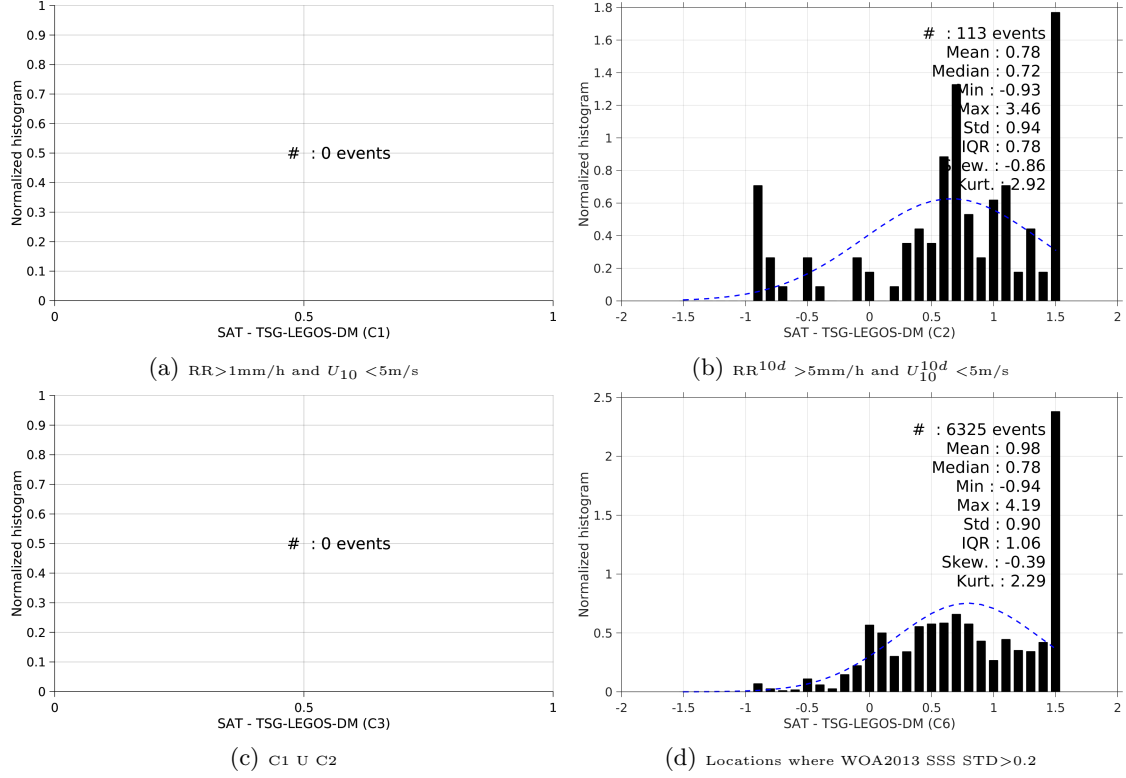 1
0.9
0.8
0.7
0.6
0.5
0.4
0.3
0.2
0.1
0
Normalized histogram
# : 0 events
0 0.5 1
SAT - TSG-LEGOS-DM (C1)
(a) RR>1mm/h and U10 <5m/s
1.8
1.6
1.4
1.2
1
0.8
0.6
0.4
0.2
0
Normalized histogram
# : 113 events
Mean : 0.78
Median : 0.72
Min : -0.93
Max : 3.46
Std : 0.94
IQR : 0.78
Skew. : -0.86
Kurt. : 2.92
-2 -1.5 -1 -0.5 0 0.5 1 1.5 2
SAT - TSG-LEGOS-DM (C2)
(b) RR10d >5mm/h and U10 10d <5m/s
1
0.9
0.8
0.7
0.6
0.5
0.4
0.3
0.2
0.1
0
Normalized histogram
# : 0 events
0 0.5 1
SAT - TSG-LEGOS-DM (C3)
(c) C1 U C2
2.5
2
1.5
1
0.5
0
Normalized histogram
# : 6325 events
Mean : 0.98
Median : 0.78
Min : -0.94
Max : 4.19
Std : 0.90
IQR : 1.06
Skew. : -0.39
Kurt. : 2.29
-2 -1.5 -1 -0.5 0 0.5 1 1.5 2
SAT - TSG-LEGOS-DM (C6)
(d) Locations where WOA2013 SSS STD>0.2